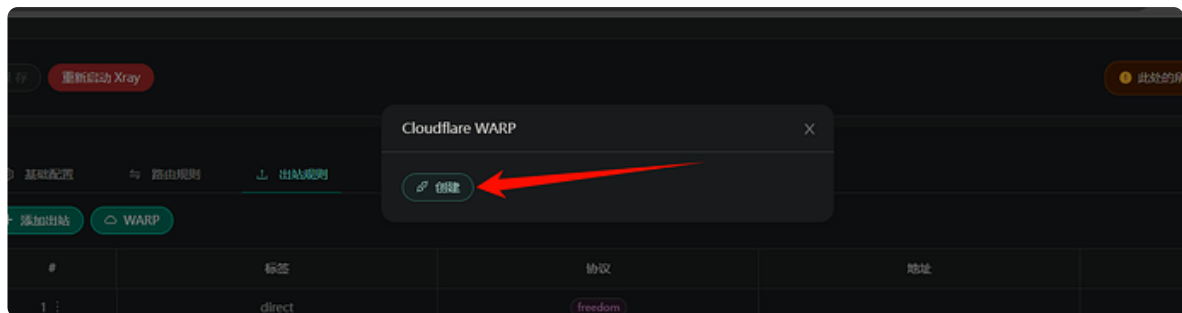 存
重新启动 Xray
此处的所
Cloudflare WARP
创建
基础配置
路由规则
出站规则
添加出站
WARP
#
标签
协议
地址
1
direct
freedom